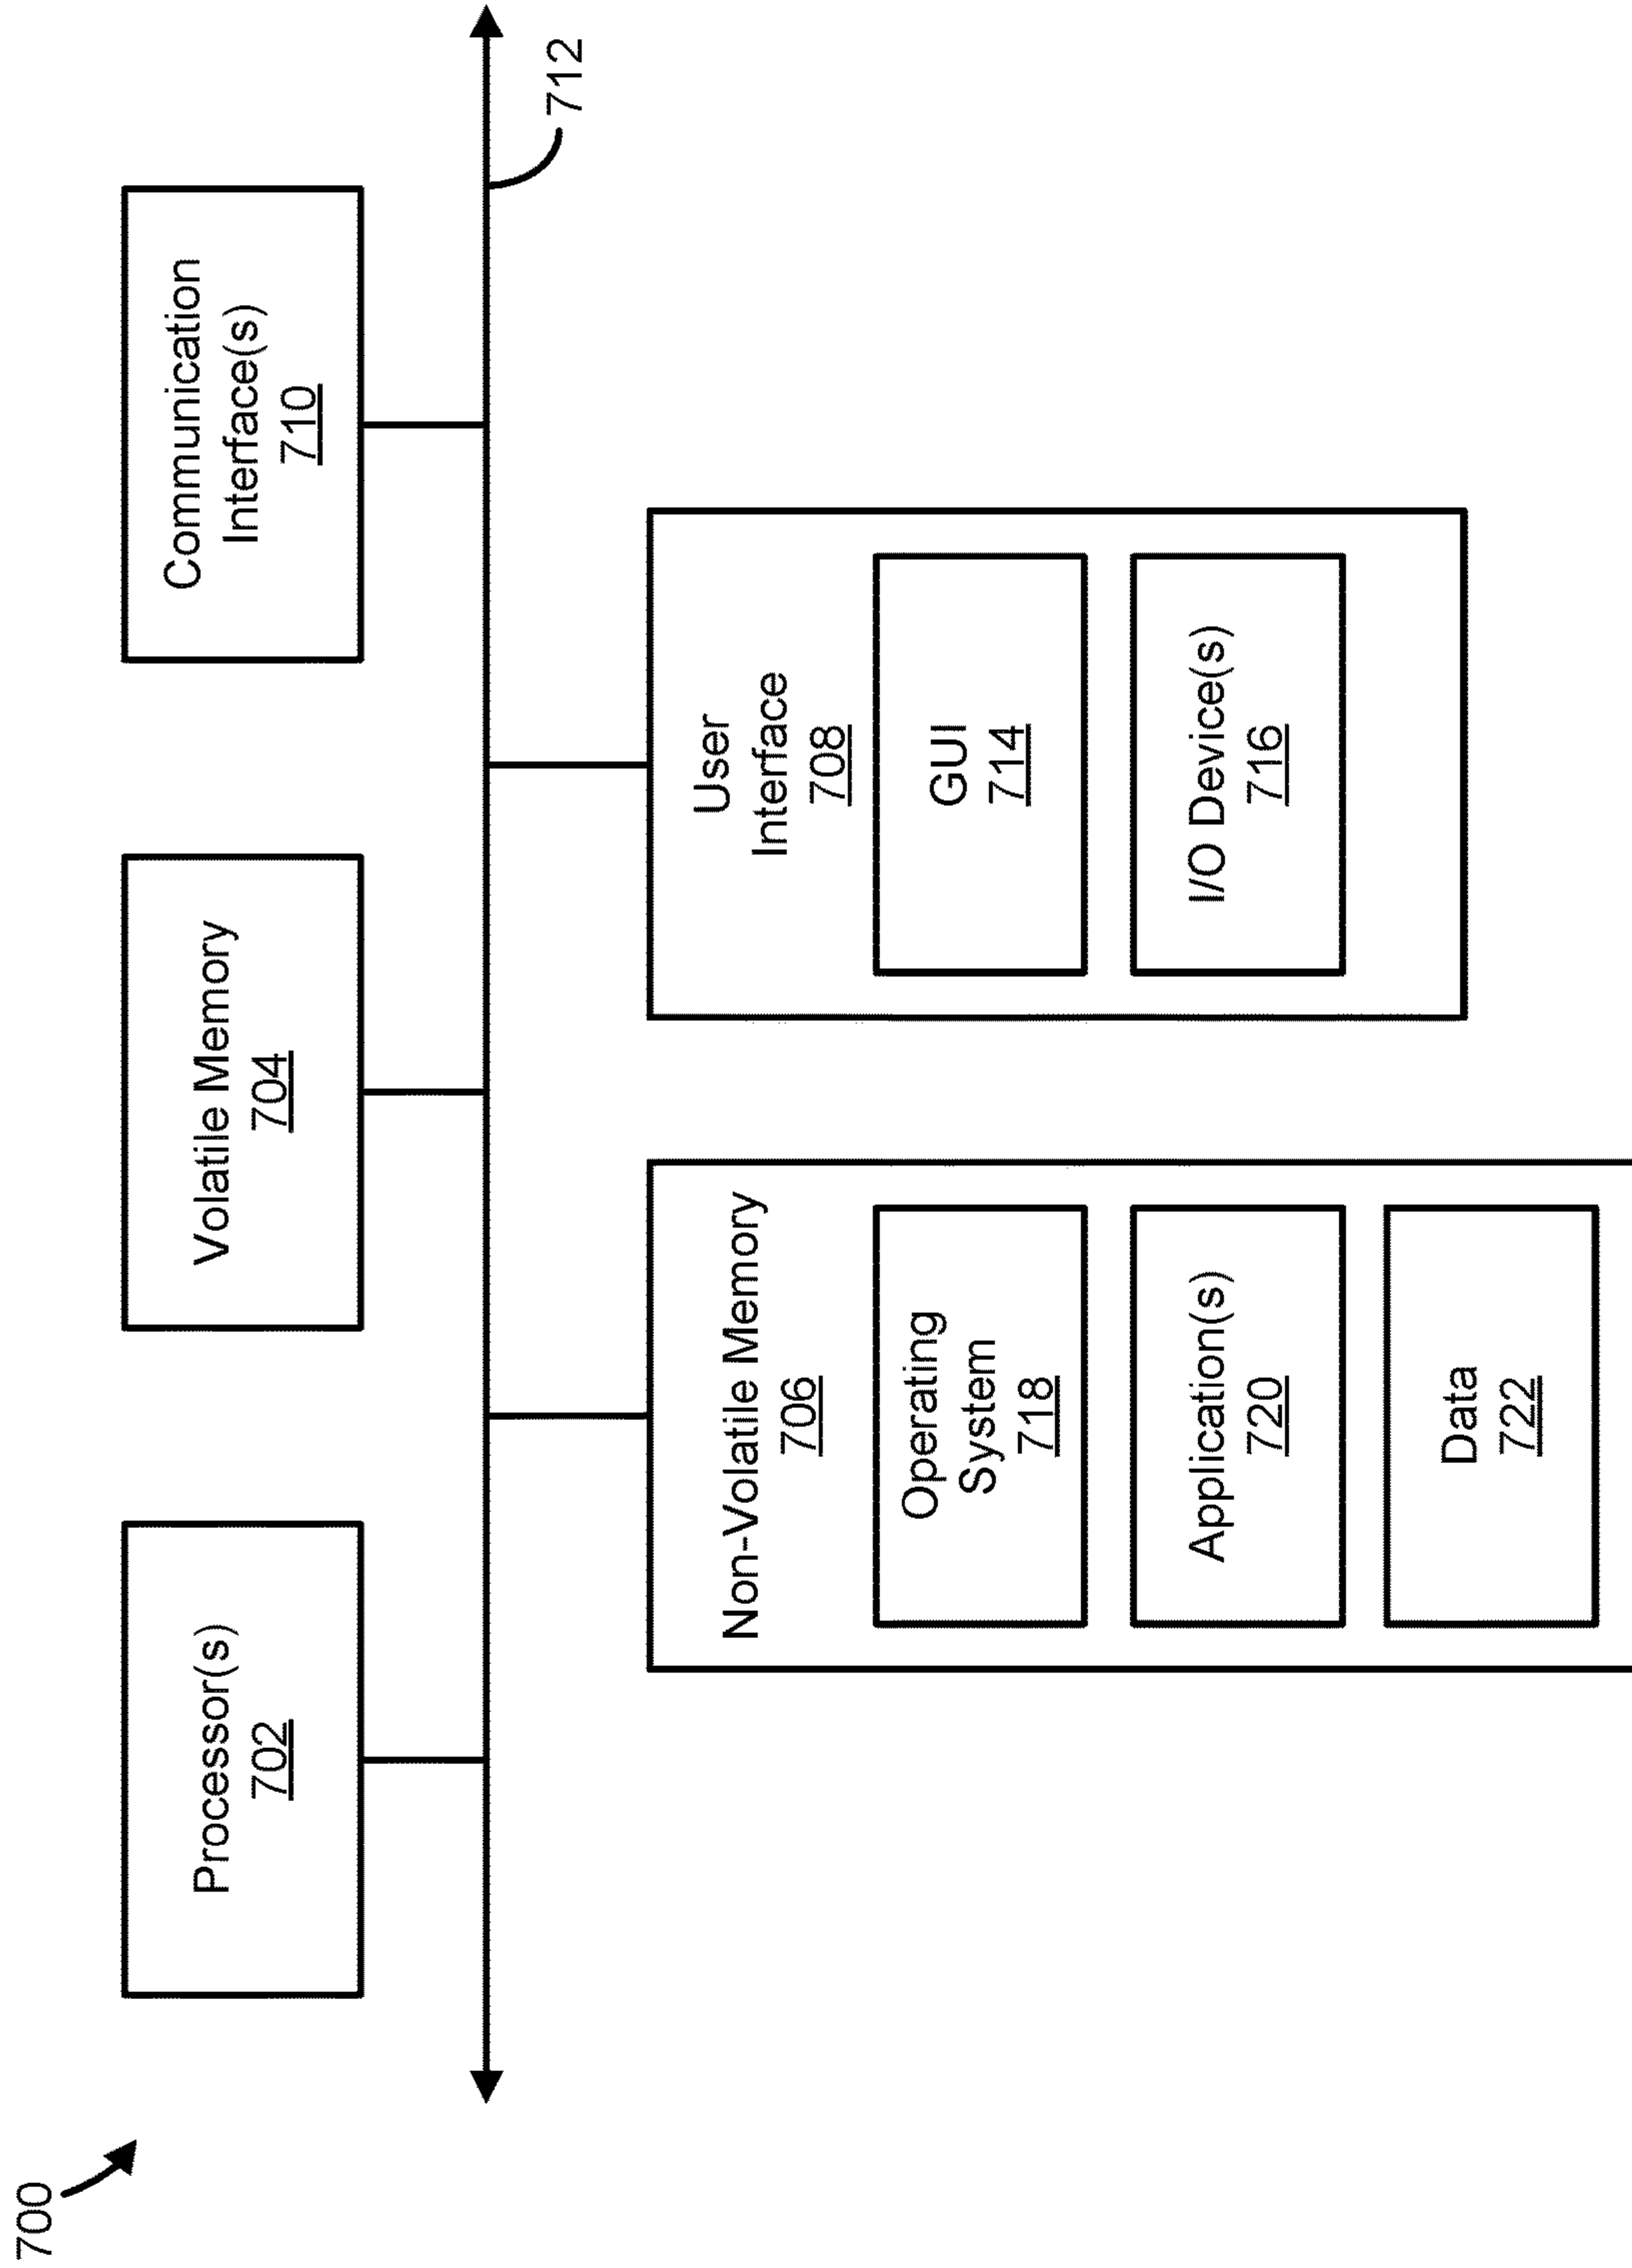 700
Processor(s)
702
Volatile Memory
704
Communication
Interface(s)
710
712
Non-Volatile Memory
706
Operating
System
718
Application(s)
720
Data
722
User
Interface
708
GUI
714
I/O Device(s)
716